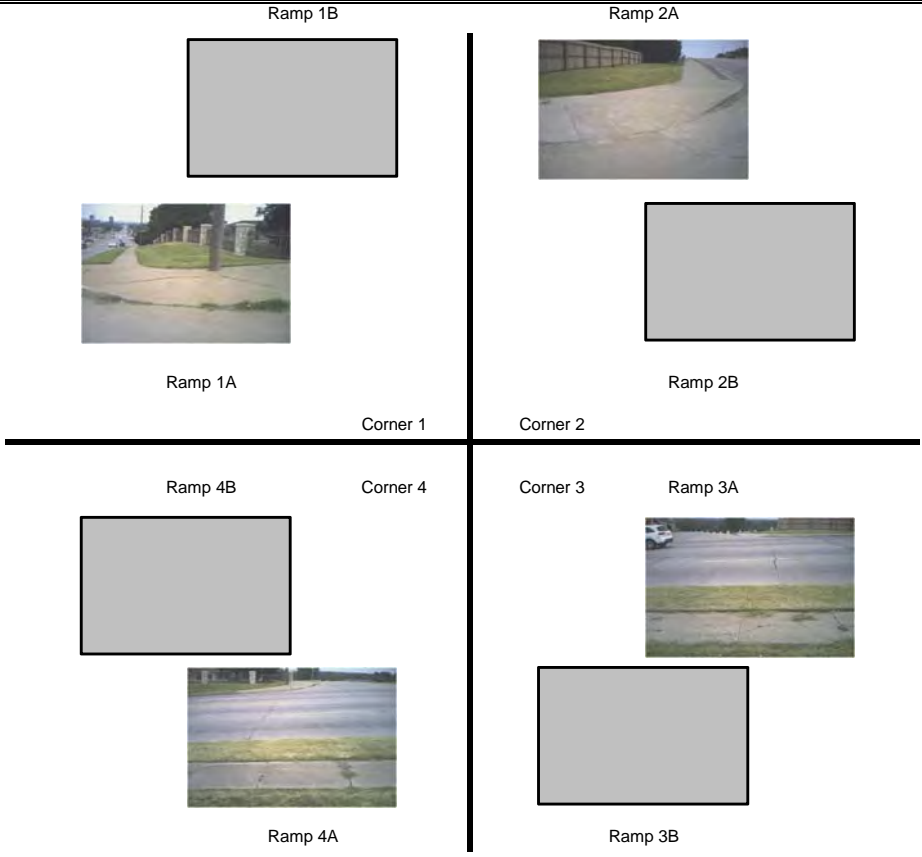 Ramp 1B
Ramp 2A
Ramp 1A
Ramp 2B
Corner 1
Corner 2
Ramp 4B
Corner 4
Corner 3
Ramp 3A
Ramp 4A
Ramp 3B